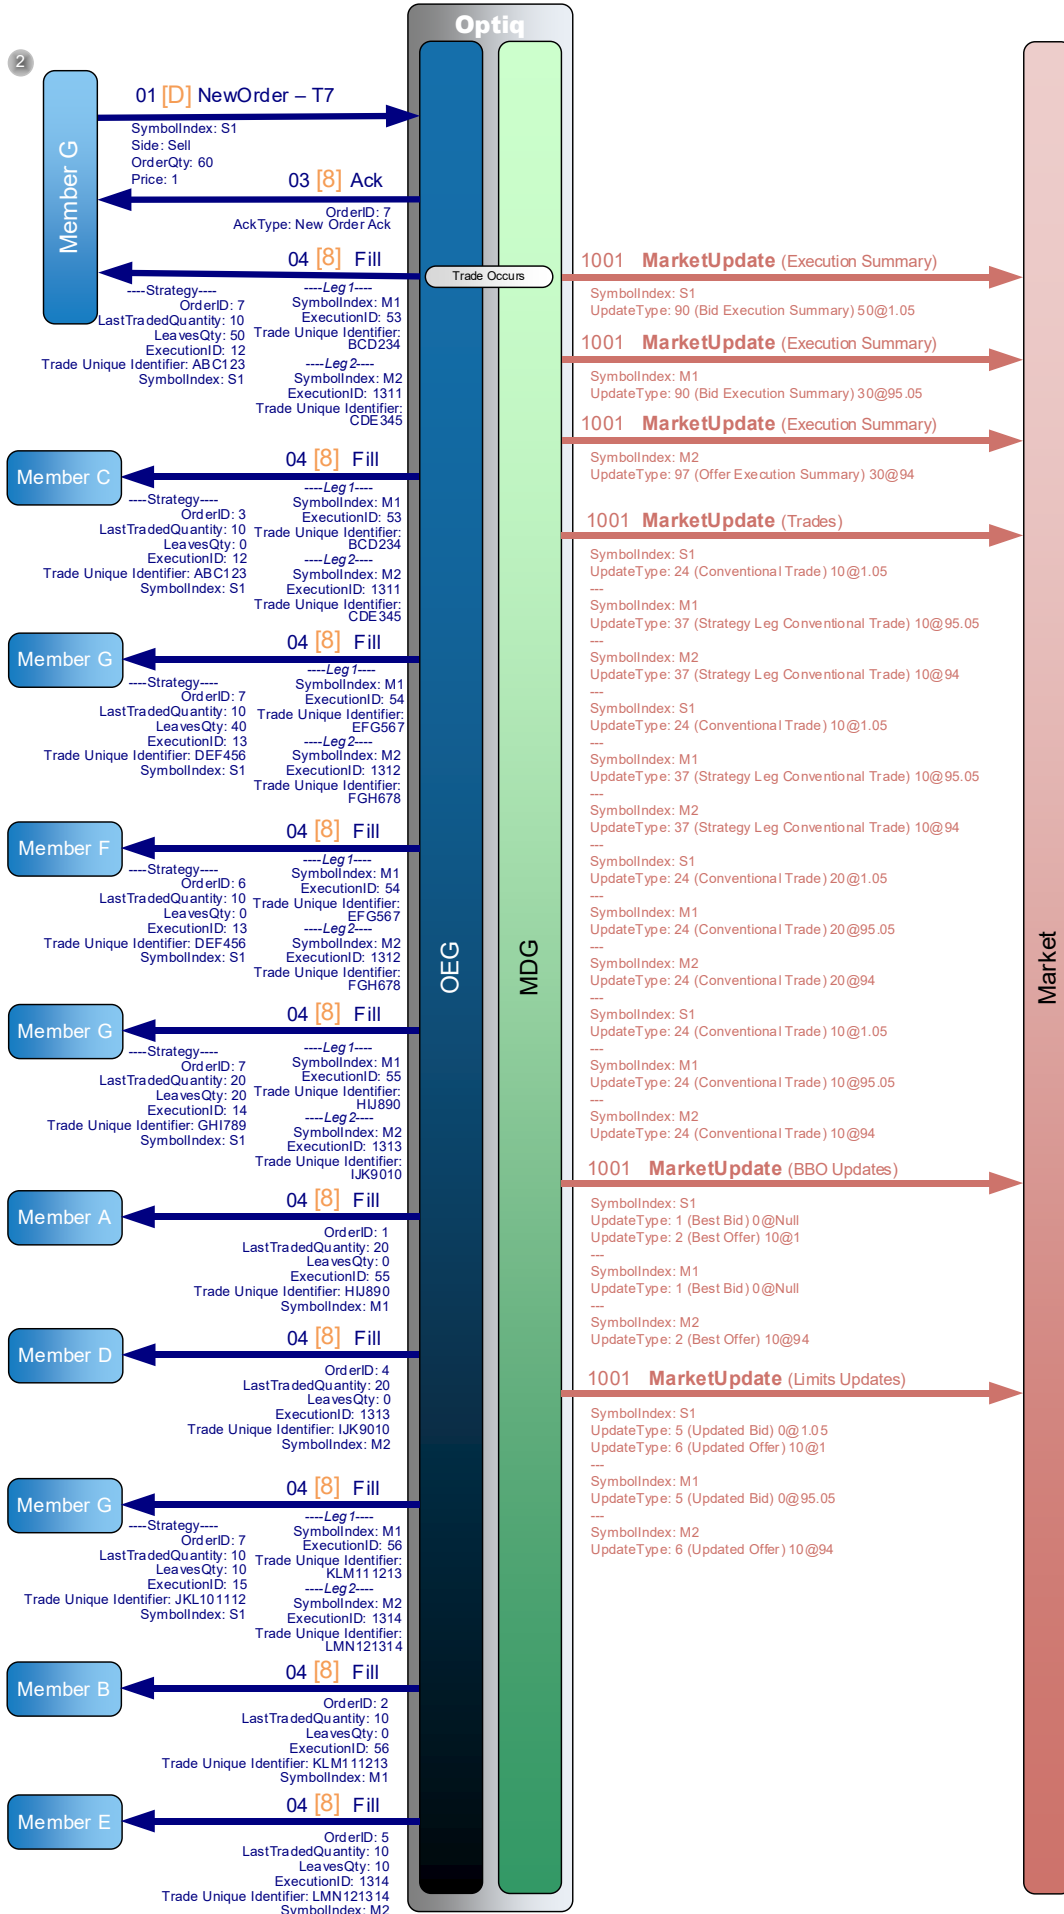 Optiq
2
Member G
01 [D] NewOrder – T7
SymbolIndex: S1
Side: Sell
OrderQty: 60
Price: 1
03 [8] Ack
OrderID: 7
AckType: New Order Ack
04 [8] Fill
----Strategy----
OrderID: 7
LastTradedQuantity: 10
LeavesQty: 50
ExecutionID: 12
Trade Unique Identifier: ABC123
SymbolIndex: S1
----Leg1----
SymbolIndex: M1
ExecutionID: 53
Trade Unique Identifier:
BCD234
----Leg2----
SymbolIndex: M2
ExecutionID: 1311
Trade Unique Identifier:
CDE345
Member C
04 [8] Fill
----Strategy----
OrderID: 3
LastTradedQuantity: 10
LeavesQty: 0
ExecutionID: 12
Trade Unique Identifier: ABC123
SymbolIndex: S1
----Leg1----
SymbolIndex: M1
ExecutionID: 53
Trade Unique Identifier:
BCD234
----Leg2----
SymbolIndex: M2
ExecutionID: 1311
Trade Unique Identifier:
CDE345
Member G
04 [8] Fill
----Strategy----
OrderID: 7
LastTradedQuantity: 10
LeavesQty: 40
ExecutionID: 13
Trade Unique Identifier: DEF456
SymbolIndex: S1
----Leg1----
SymbolIndex: M1
ExecutionID: 54
Trade Unique Identifier:
EFG567
----Leg2----
SymbolIndex: M2
ExecutionID: 1312
Trade Unique Identifier:
FGH678
Member F
04 [8] Fill
----Strategy----
OrderID: 6
LastTradedQuantity: 10
LeavesQty: 0
ExecutionID: 13
Trade Unique Identifier: DEF456
SymbolIndex: S1
----Leg1----
SymbolIndex: M1
ExecutionID: 54
Trade Unique Identifier:
EFG567
----Leg2----
SymbolIndex: M2
ExecutionID: 1312
Trade Unique Identifier:
FGH678
Member G
04 [8] Fill
----Strategy----
OrderID: 7
LastTradedQuantity: 20
LeavesQty: 20
ExecutionID: 14
Trade Unique Identifier: GHI789
SymbolIndex: S1
----Leg1----
SymbolIndex: M1
ExecutionID: 55
Trade Unique Identifier:
HIJ890
----Leg2----
SymbolIndex: M2
ExecutionID: 1313
Trade Unique Identifier:
IJK9010
Member A
04 [8] Fill
OrderID: 1
LastTradedQuantity: 20
LeavesQty: 0
ExecutionID: 55
Trade Unique Identifier: HIJ890
SymbolIndex: M1
Member D
04 [8] Fill
OrderID: 4
LastTradedQuantity: 20
LeavesQty: 0
ExecutionID: 1313
Trade Unique Identifier: IJK9010
SymbolIndex: M2
Member G
04 [8] Fill
----Strategy----
OrderID: 7
LastTradedQuantity: 10
LeavesQty: 10
ExecutionID: 15
Trade Unique Identifier: JKL101112
SymbolIndex: S1
----Leg1----
SymbolIndex: M1
ExecutionID: 56
Trade Unique Identifier:
KLM111213
----Leg2----
SymbolIndex: M2
ExecutionID: 1314
Trade Unique Identifier:
LMN121314
Member B
04 [8] Fill
OrderID: 2
LastTradedQuantity: 10
LeavesQty: 0
ExecutionID: 56
Trade Unique Identifier: KLM111213
SymbolIndex: M1
Member E
04 [8] Fill
OrderID: 5
LastTradedQuantity: 10
LeavesQty: 10
ExecutionID: 1314
Trade Unique Identifier: LMN121314
SymbolIndex: M2
OEG
MDG
Trade Occurs
1001 MarketUpdate (Execution Summary)
SymbolIndex: S1
UpdateType: 90 (Bid Execution Summary) 50@1.05
1001 MarketUpdate (Execution Summary)
SymbolIndex: M1
UpdateType: 90 (Bid Execution Summary) 30@95.05
1001 MarketUpdate (Execution Summary)
SymbolIndex: M2
UpdateType: 97 (Offer Execution Summary) 30@94
1001 MarketUpdate (Trades)
SymbolIndex: S1
UpdateType: 24 (Conventional Trade) 10@1.05
---
SymbolIndex: M1
UpdateType: 37 (Strategy Leg Conventional Trade) 10@95.05
---
SymbolIndex: M2
UpdateType: 37 (Strategy Leg Conventional Trade) 10@94
---
SymbolIndex: S1
UpdateType: 24 (Conventional Trade) 10@1.05
---
SymbolIndex: M1
UpdateType: 37 (Strategy Leg Conventional Trade) 10@95.05
---
SymbolIndex: M2
UpdateType: 37 (Strategy Leg Conventional Trade) 10@94
---
SymbolIndex: S1
UpdateType: 24 (Conventional Trade) 20@1.05
---
SymbolIndex: M1
UpdateType: 24 (Conventional Trade) 20@95.05
---
SymbolIndex: M2
UpdateType: 24 (Conventional Trade) 20@94
---
SymbolIndex: S1
UpdateType: 24 (Conventional Trade) 10@1.05
---
SymbolIndex: M1
UpdateType: 24 (Conventional Trade) 10@95.05
---
SymbolIndex: M2
UpdateType: 24 (Conventional Trade) 10@94
1001 MarketUpdate (BBO Updates)
SymbolIndex: S1
UpdateType: 1 (Best Bid) 0@Null
UpdateType: 2 (Best Offer) 10@1
---
SymbolIndex: M1
UpdateType: 1 (Best Bid) 0@Null
---
SymbolIndex: M2
UpdateType: 2 (Best Offer) 10@94
1001 MarketUpdate (Limits Updates)
SymbolIndex: S1
UpdateType: 5 (Updated Bid) 0@1.05
UpdateType: 6 (Updated Offer) 10@1
---
SymbolIndex: M1
UpdateType: 5 (Updated Bid) 0@95.05
---
SymbolIndex: M2
UpdateType: 6 (Updated Offer) 10@94
Market